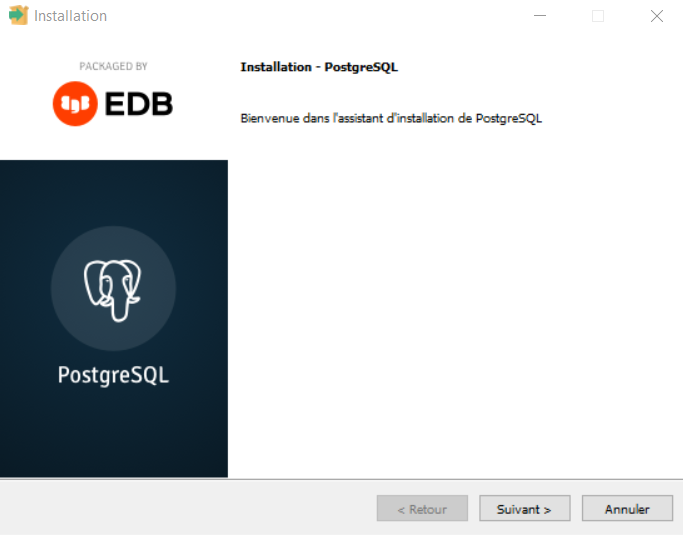 Installation
PACKAGED BY
EDB
Installation - PostgreSQL
Bienvenue dans l'assistant d'installation de PostgreSQL
PostgreSQL
< Retour
Suivant >
Annuler